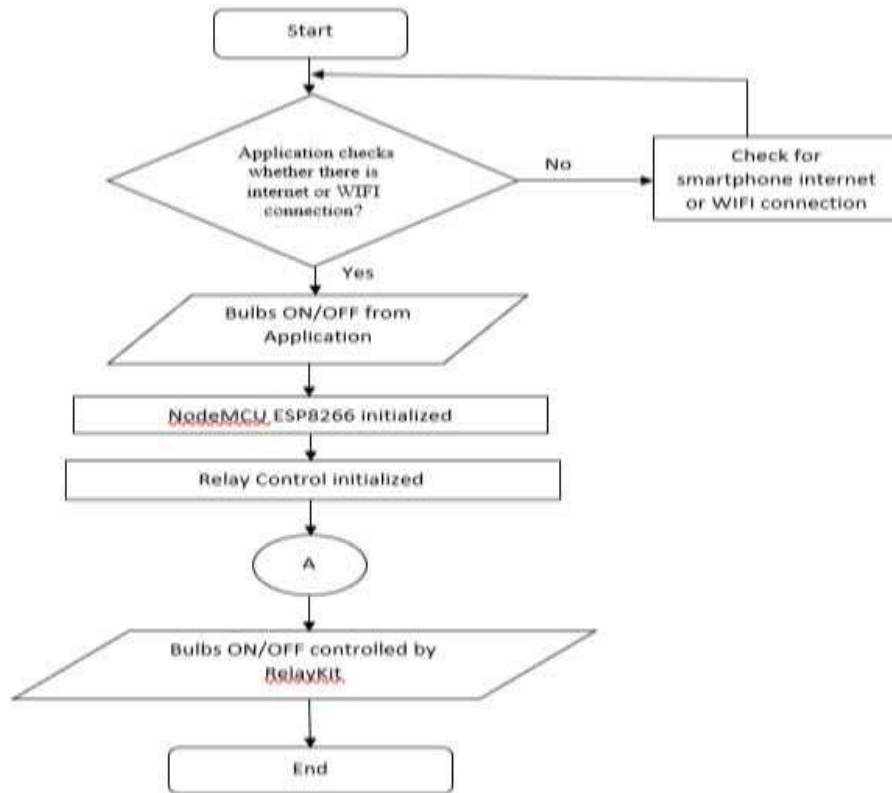 Start
Application checks
whether there is
internet or WIFI
connection?
No
Check for
smartphone internet
or WIFI connection
Yes
Bulbs ON/OFF from
Application
NodeMCU ESP8266 initialized
Relay Control initialized
A
Bulbs ON/OFF controlled by
RelayKit
End